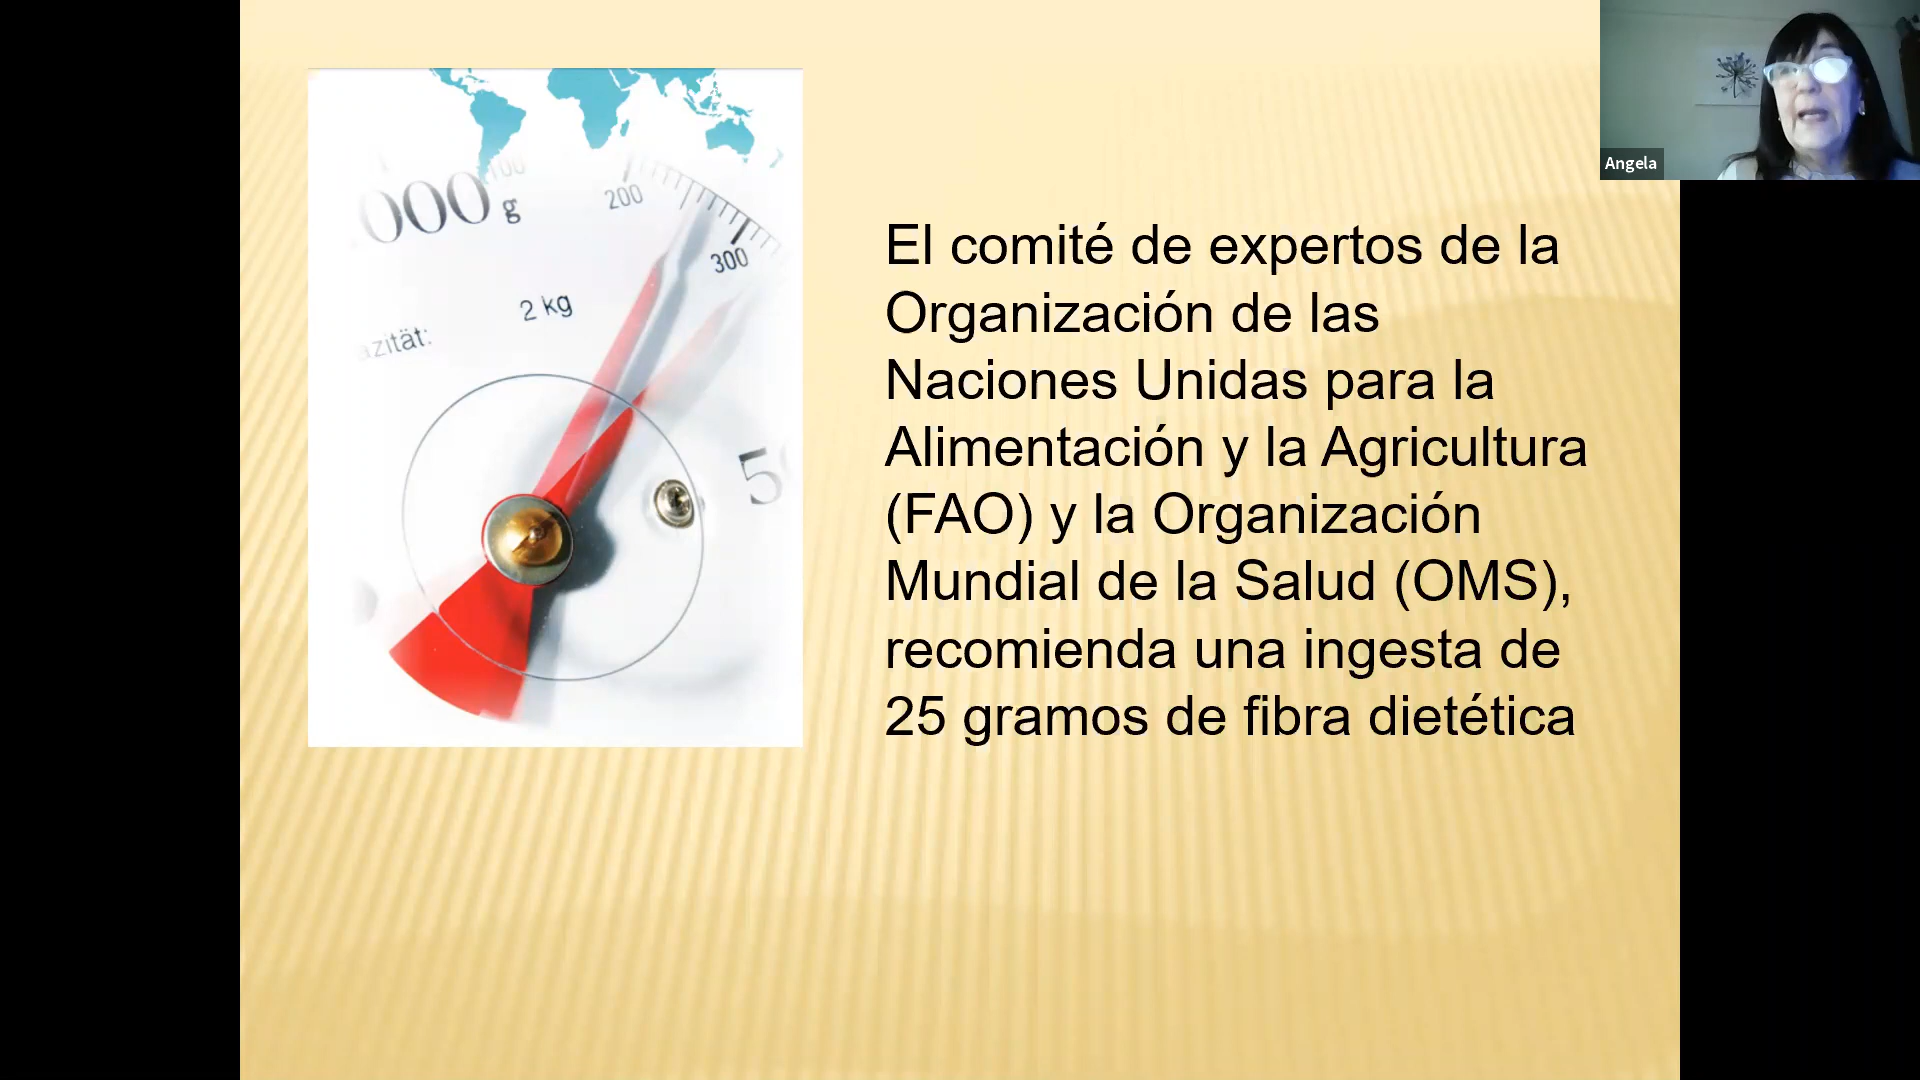 Angela
100
000 g
200
300
2 kg
azität:
El comité de expertos de la
Organización de las
Naciones Unidas para la
Alimentación y la Agricultura
(FAO) y la Organización
Mundial de la Salud (OMS),
recomienda una ingesta de
25 gramos de fibra dietética